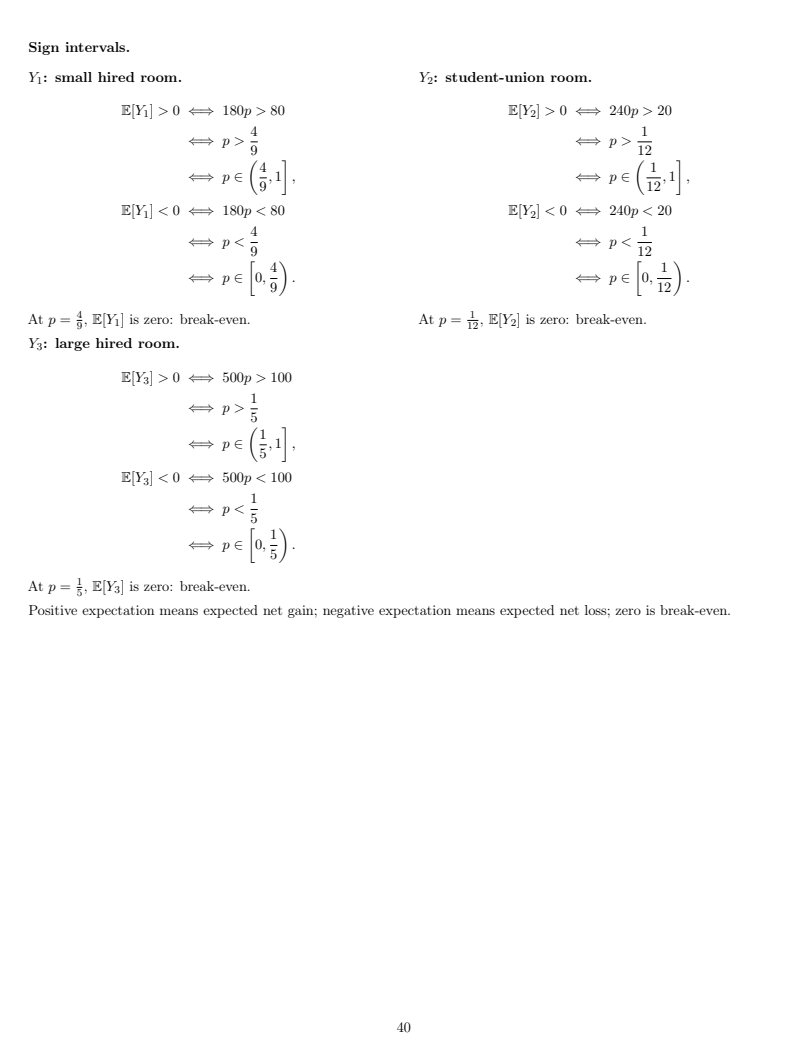 Sign intervals.
Y₁: small hired room.
𝔼[Y₁] > 0 ⟺ 180p > 80
⟺ p > 4/9
⟺ p ∈ (4/9, 1],
𝔼[Y₁] < 0 ⟺ 180p < 80
⟺ p < 4/9
⟺ p ∈ [0, 4/9).
At p = 4/9, 𝔼[Y₁] is zero: break-even.
Y₂: student-union room.
𝔼[Y₂] > 0 ⟺ 240p > 20
⟺ p > 1/12
⟺ p ∈ (1/12, 1],
𝔼[Y₂] < 0 ⟺ 240p < 20
⟺ p < 1/12
⟺ p ∈ [0, 1/12).
At p = 1/12, 𝔼[Y₂] is zero: break-even.
Y₃: large hired room.
𝔼[Y₃] > 0 ⟺ 500p > 100
⟺ p > 1/5
⟺ p ∈ (1/5, 1],
𝔼[Y₃] < 0 ⟺ 500p < 100
⟺ p < 1/5
⟺ p ∈ [0, 1/5).
At p = 1/5, 𝔼[Y₃] is zero: break-even.
Positive expectation means expected net gain; negative expectation means expected net loss; zero is break-even.
40